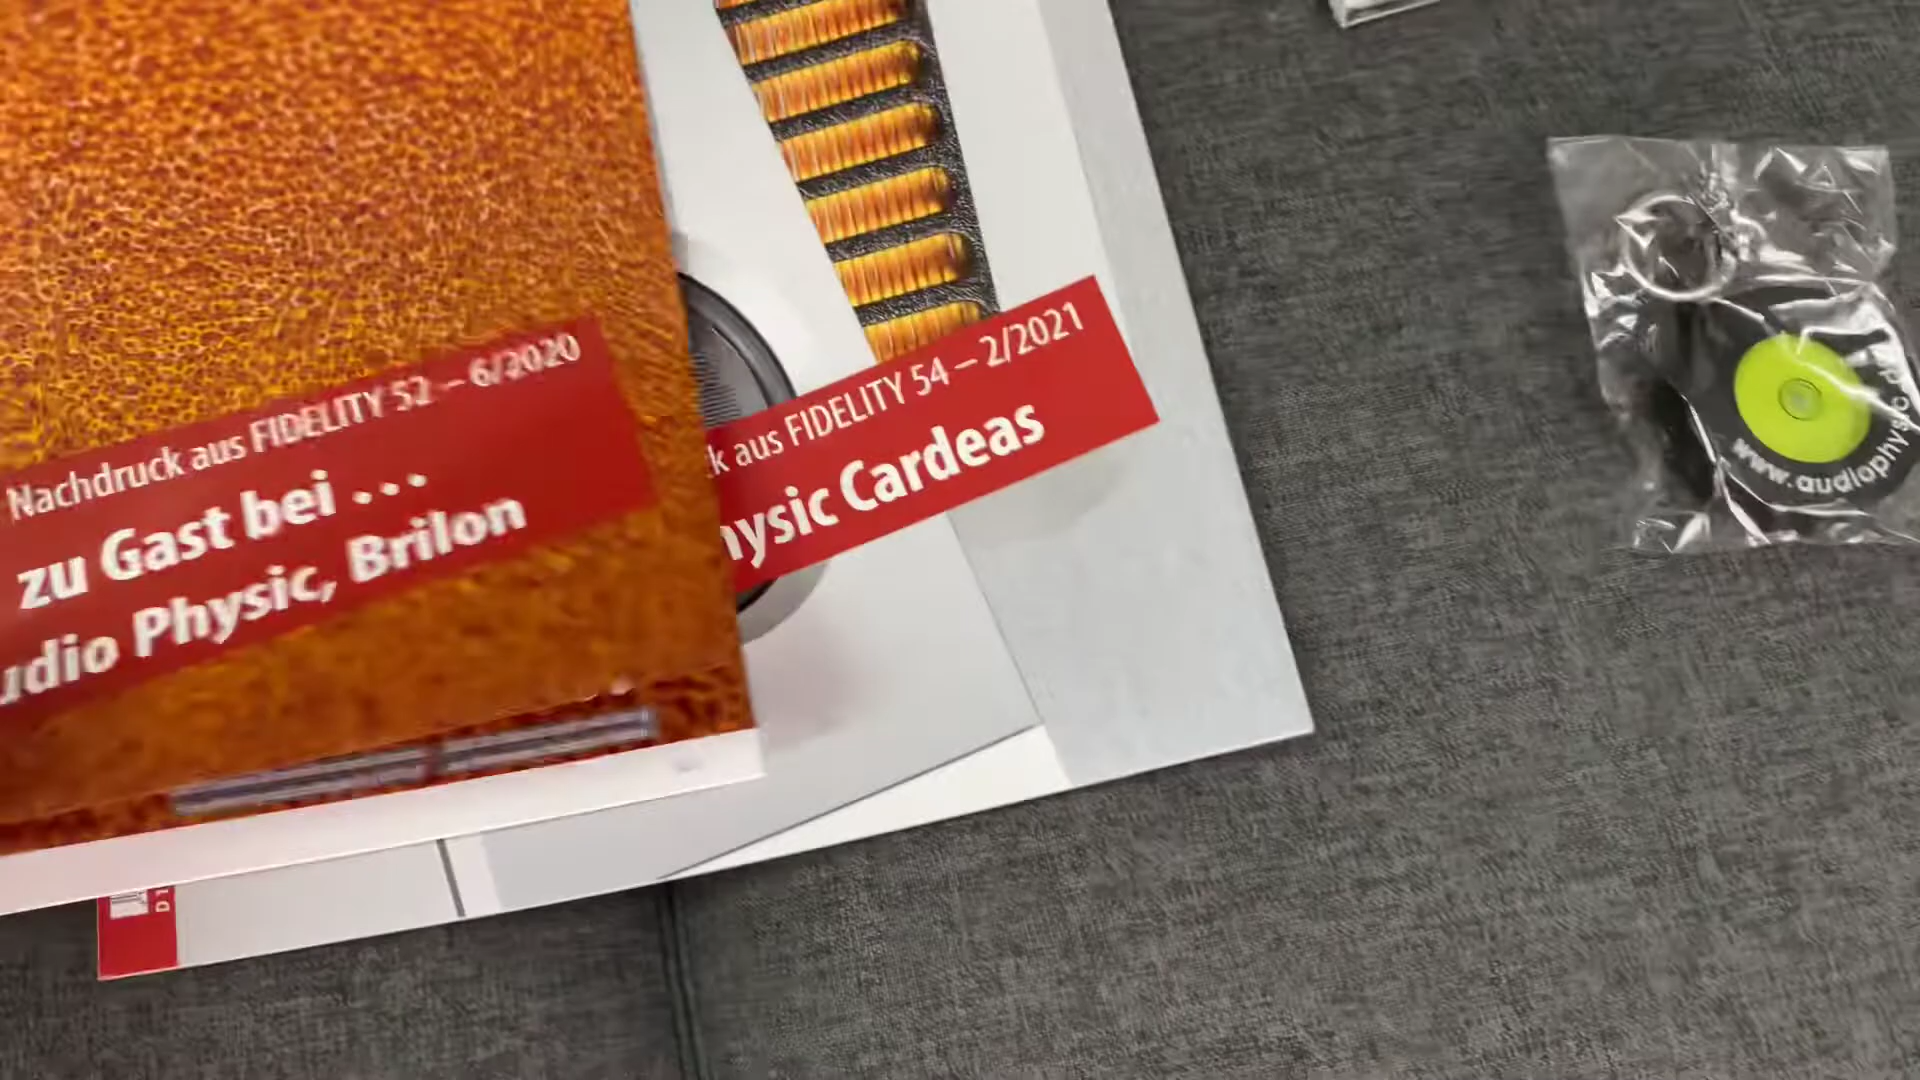 Nachdruck aus FIDELITY 52 – 6/2020
zu Gast bei ...
udio Physic, Brilon
ck aus FIDELITY 54 – 2/2021
hysic Cardeas
www.audiophysic.d
D